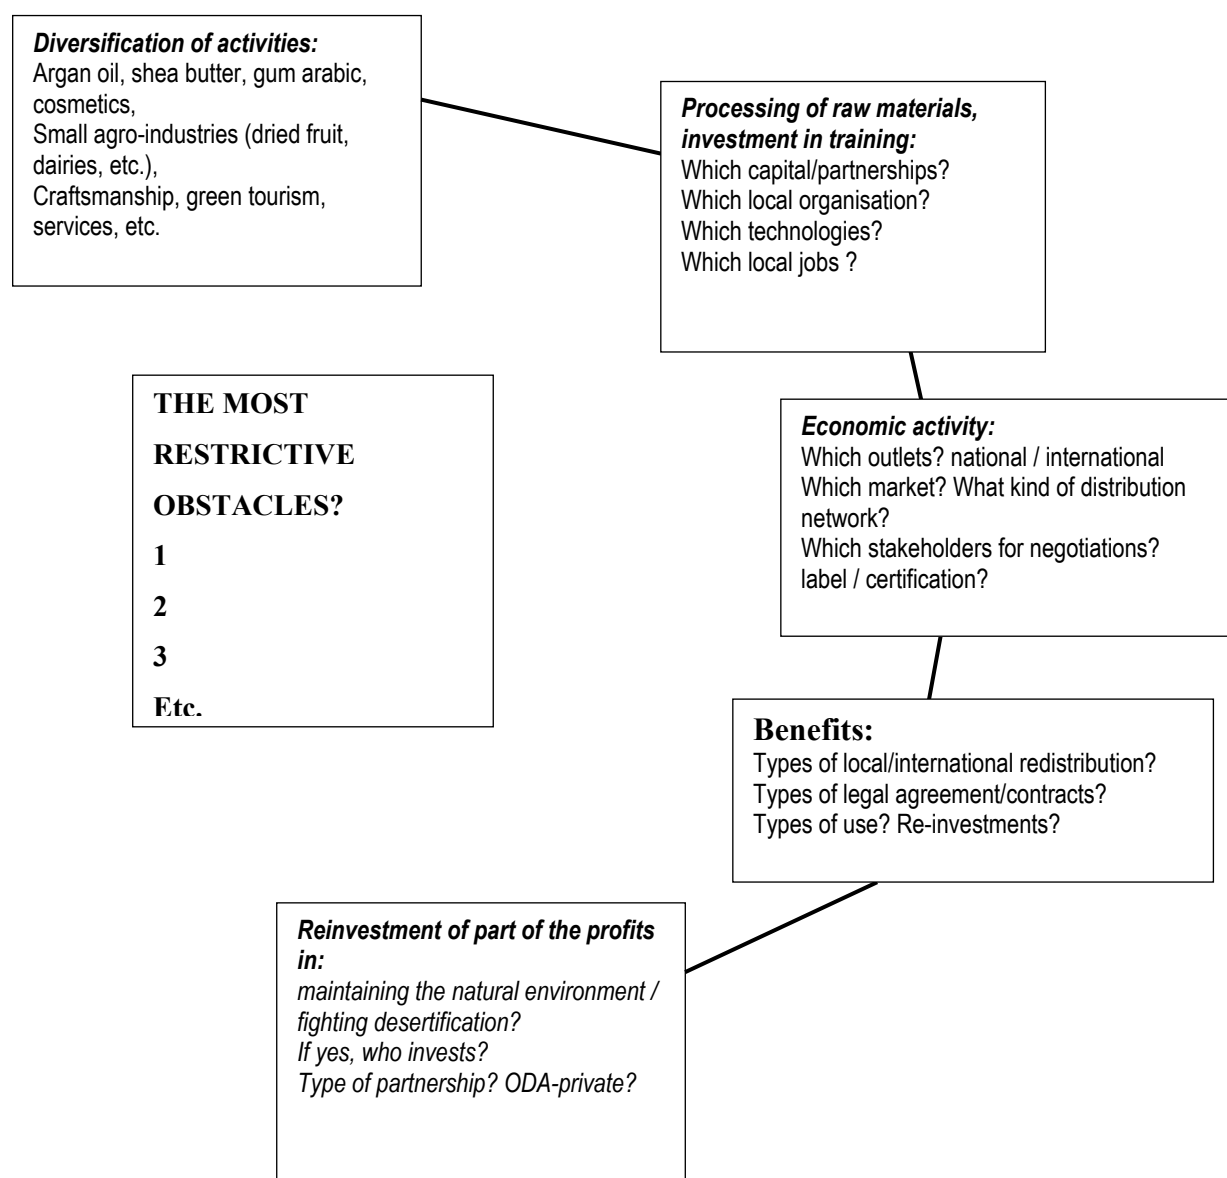 Diversification of activities:
Argan oil, shea butter, gum arabic,
cosmetics,
Small agro-industries (dried fruit,
dairies, etc.),
Craftsmanship, green tourism,
services, etc.
Processing of raw materials,
investment in training:
Which capital/partnerships?
Which local organisation?
Which technologies?
Which local jobs ?
THE MOST
RESTRICTIVE
OBSTACLES?
1
2
3
Etc.
Economic activity:
Which outlets? national / international
Which market? What kind of distribution
network?
Which stakeholders for negotiations?
label / certification?
Benefits:
Types of local/international redistribution?
Types of legal agreement/contracts?
Types of use? Re-investments?
Reinvestment of part of the profits
in:
maintaining the natural environment /
fighting desertification?
If yes, who invests?
Type of partnership? ODA-private?